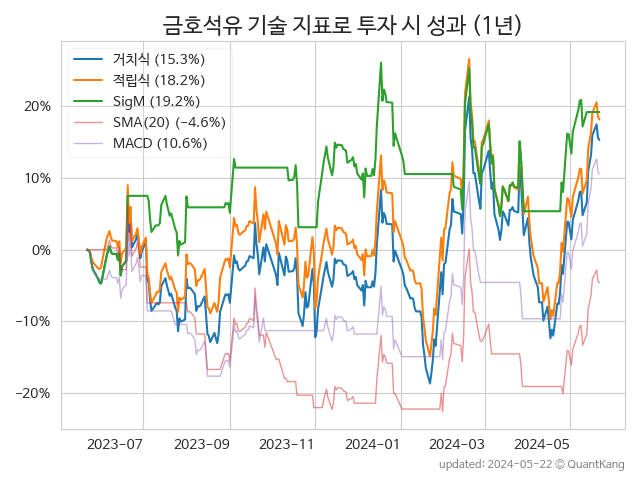 금호석유 기술 지표로 투자 시 성과 (1년)
거치식 (15.3%)
적립식 (18.2%)
SigM (19.2%)
SMA(20) (−4.6%)
MACD (10.6%)
20%
10%
0%
−10%
−20%
2023-07 2023-09 2023-11 2024-01 2024-03 2024-05
updated: 2024-05-22 © QuantKang